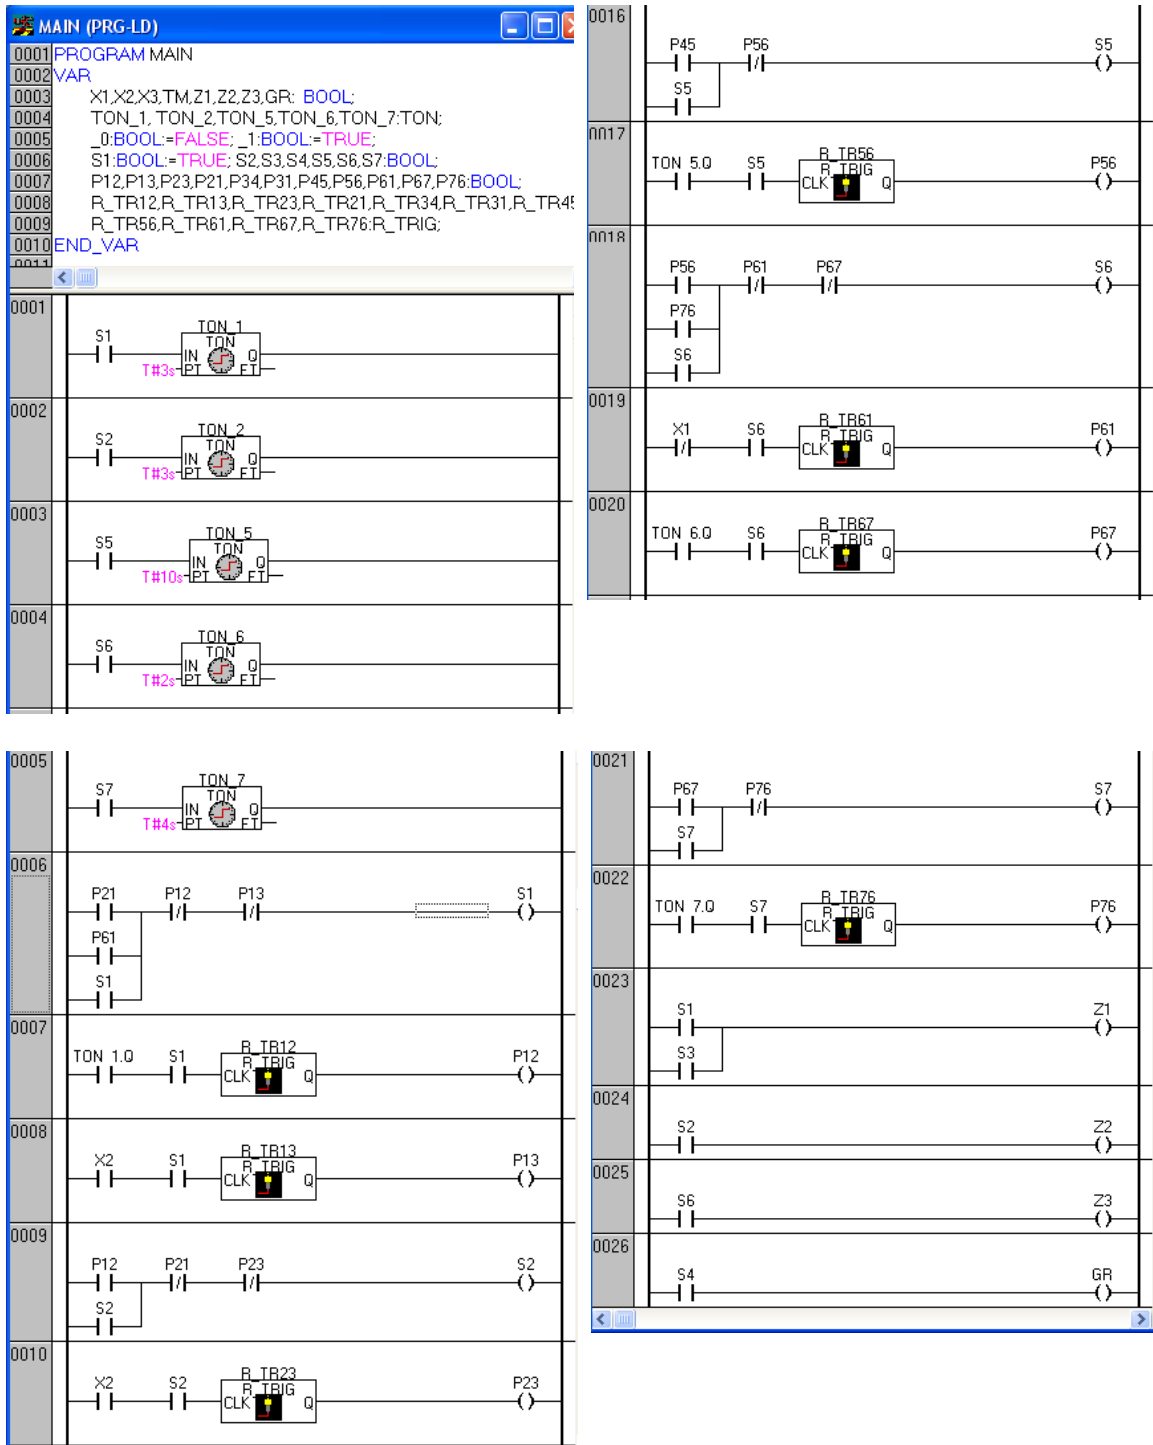 MAIN (PRG-LD)
0001 PROGRAM MAIN
0002 VAR
0003 X1,X2,X3,TM,Z1,Z2,Z3,GR: BOOL;
0004 TON_1, TON_2,TON_5,TON_6,TON_7:TON;
0005 _0:BOOL:=FALSE; _1:BOOL:=TRUE;
0006 S1:BOOL:=TRUE; S2,S3,S4,S5,S6,S7:BOOL;
0007 P12,P13,P23,P21,P34,P31,P45,P56,P61,P67,P76:BOOL;
0008 R_TR12,R_TR13,R_TR23,R_TR21,R_TR34,R_TR31,R_TR45
0009 R_TR56,R_TR61,R_TR67,R_TR76:R_TRIG;
0010 END_VAR
0011
0001
TON_1
S1 TON
IN Q
T#3s PT ET
0002
TON_2
S2 TON
IN Q
T#3s PT ET
0003
TON_5
S5 TON
IN Q
T#10s PT ET
0004
TON_6
S6 TON
IN Q
T#2s PT ET
0016
P45 P56 S5
S5
0017
R_TR56
TON 5.Q S5 R_TRIG P56
CLK Q
0018
P56 P61 P67 S6
P76
S6
0019
R_TR61
X1 S6 R_TRIG P61
CLK Q
0020
R_TR67
TON 6.Q S6 R_TRIG P67
CLK Q
0005
TON_7
S7 TON
IN Q
T#4s PT ET
0006
P21 P12 P13 S1
P61
S1
0007
R_TR12
TON 1.Q S1 R_TRIG P12
CLK Q
0008
R_TR13
X2 S1 R_TRIG P13
CLK Q
0009
P12 P21 P23 S2
S2
0010
R_TR23
X2 S2 R_TRIG P23
CLK Q
0021
P67 P76 S7
S7
0022
R_TR76
TON 7.Q S7 R_TRIG P76
CLK Q
0023
S1 Z1
S3
0024
S2 Z2
0025
S6 Z3
0026
S4 GR